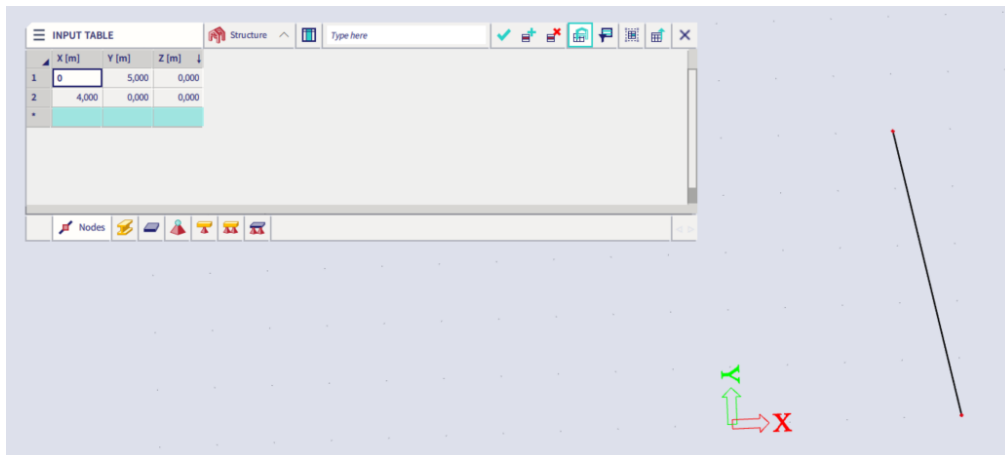 INPUT TABLE Structure Type here
X [m] Y [m] Z [m]
1 0 5,000 0,000
2 4,000 0,000 0,000
*
Nodes
Y
X